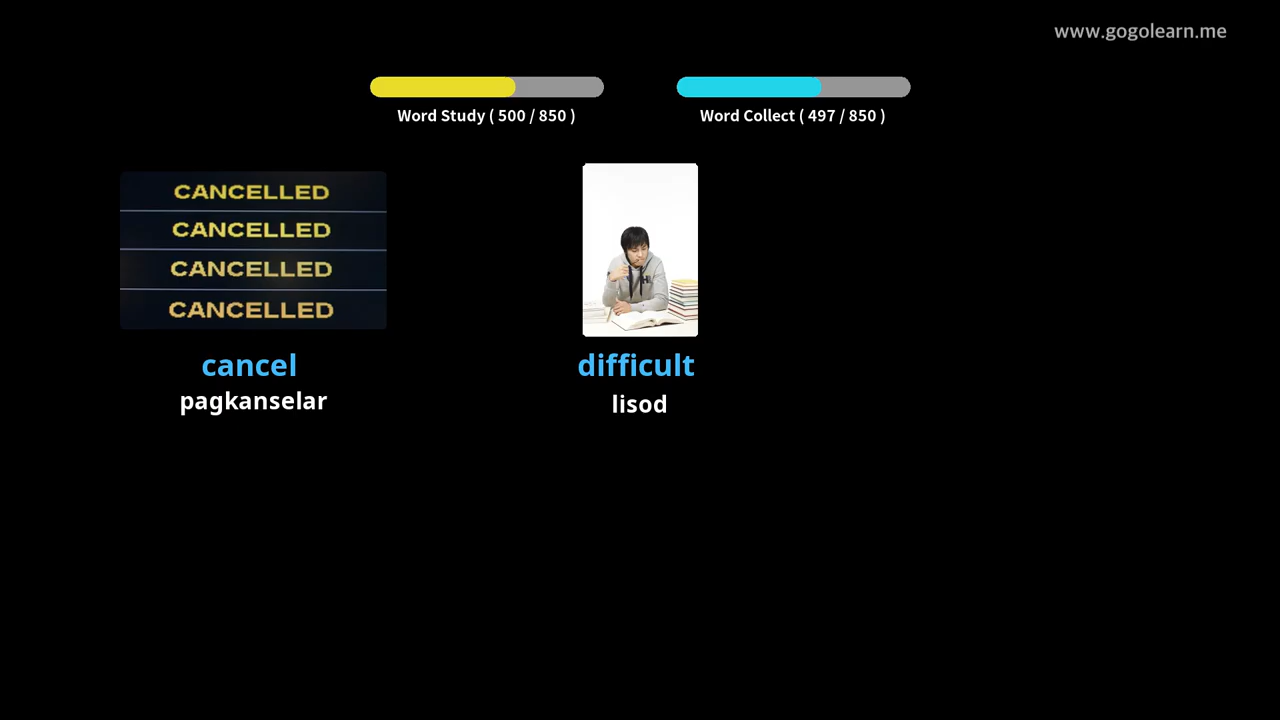 www.gogolearn.me
Word Study ( 500 / 850 )
Word Collect ( 497 / 850 )
CANCELLED
CANCELLED
CANCELLED
CANCELLED
cancel
pagkanselar
difficult
lisod